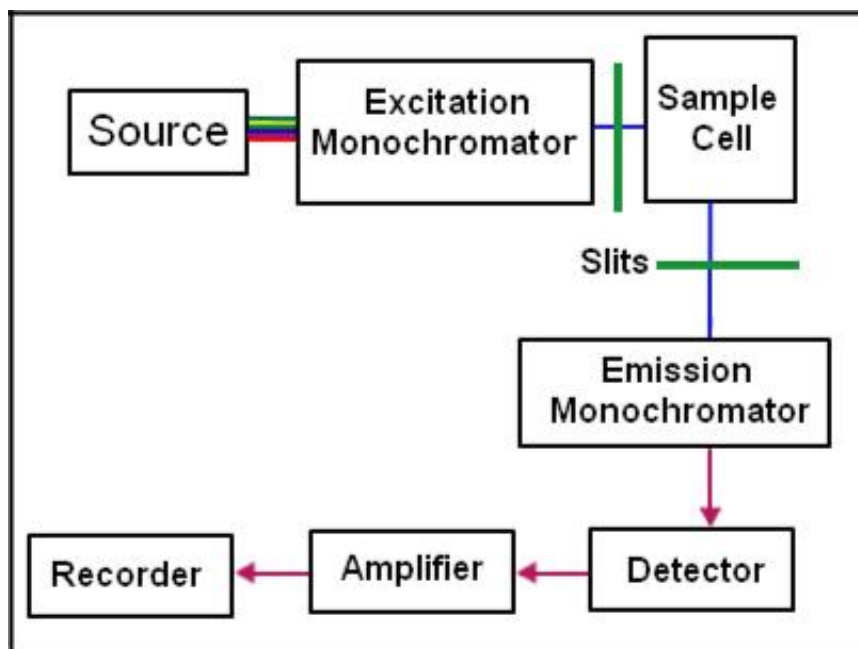 Source
Excitation
Monochromator
Sample
Cell
Slits
Emission
Monochromator
Detector
Amplifier
Recorder